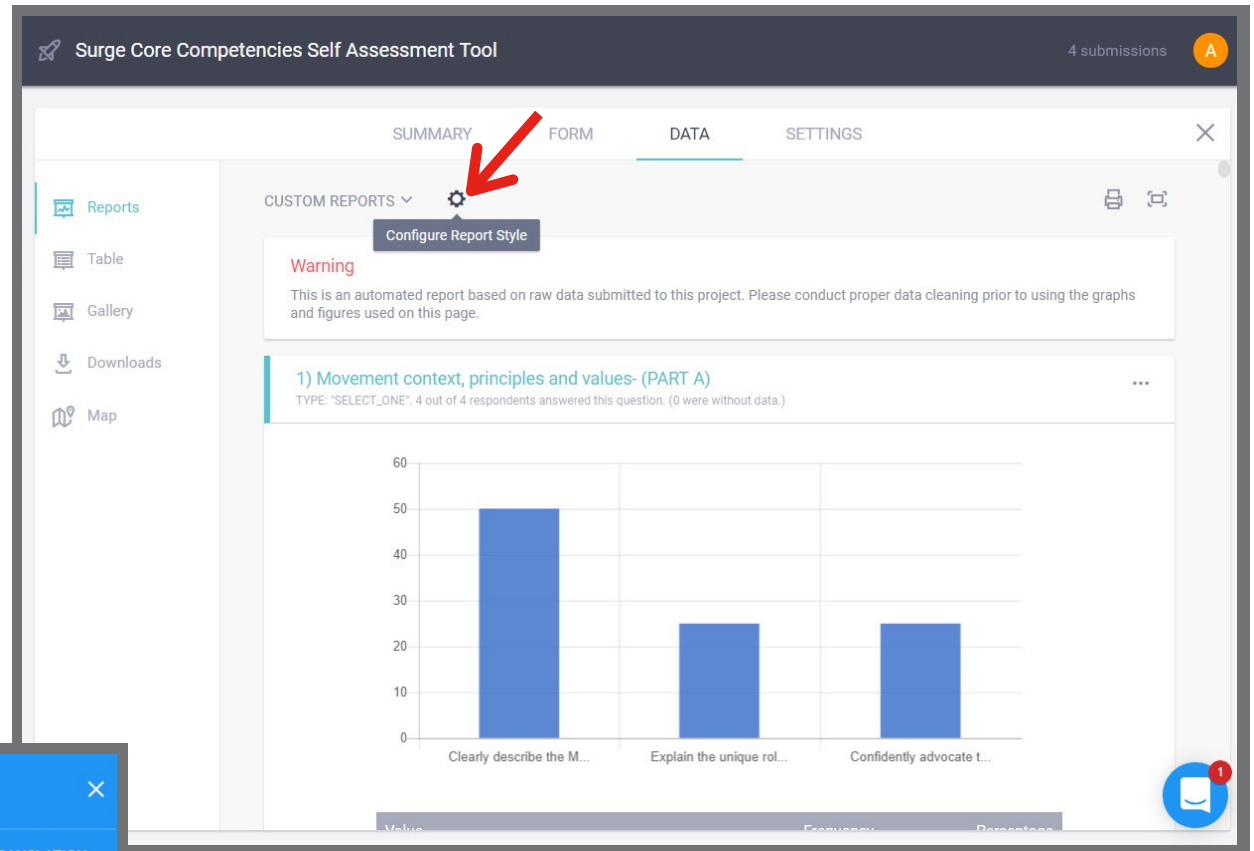 Surge Core Competencies Self Assessment Tool
4 submissions
A
SUMMARY FORM DATA SETTINGS
Reports
Table
Gallery
Downloads
Map
CUSTOM REPORTS
Configure Report Style
Warning
This is an automated report based on raw data submitted to this project. Please conduct proper data cleaning prior to using the graphs
and figures used on this page.
1) Movement context, principles and values- (PART A)
TYPE: "SELECT_ONE". 4 out of 4 respondents answered this question. (0 were without data.)
...
60
50
40
30
20
10
0
Clearly describe the M... Explain the unique rol... Confidently advocate t...
1
Value Frequency Percentage